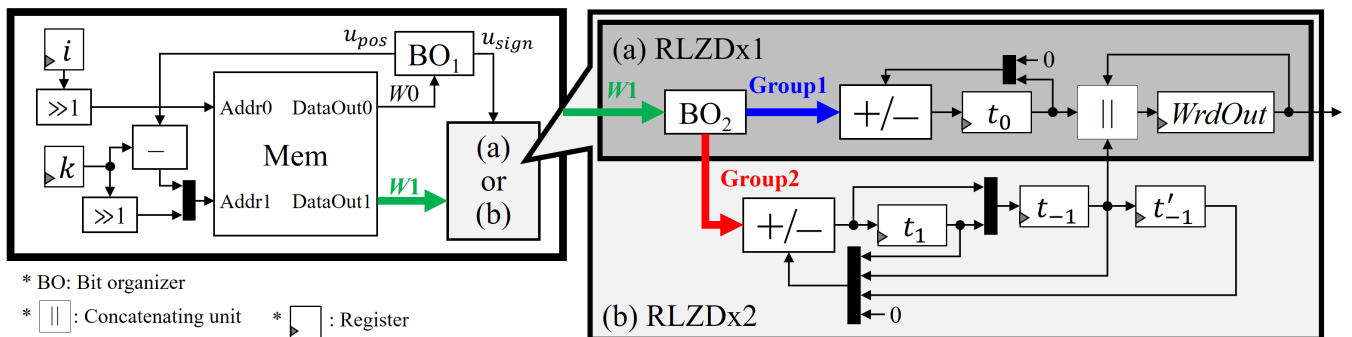 i
≫1
k
−
≫1
Addr0 DataOut0
Mem
Addr1 DataOut1
u_pos
BO₁
u_sign
W0
W1
(a)
or
(b)
(a) RLZDx1
W1
BO₂
Group1
+/−
0
t₀
||
WrdOut
Group2
+/−
t₁
t₋₁
t′₋₁
0
(b) RLZDx2
* BO: Bit organizer
* || : Concatenating unit * : Register